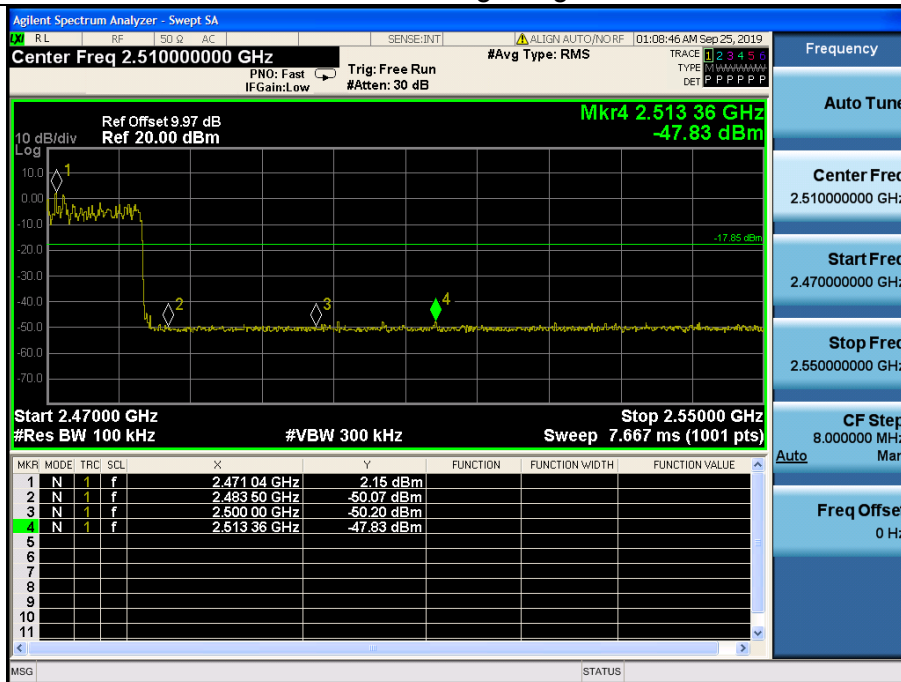 Agilent Spectrum Analyzer - Swept SA
LXI RL RF 50 Ω AC SENSE:INT ALIGN AUTO/NO RF 01:08:46 AM Sep 25, 2019
Center Freq 2.510000000 GHz #Avg Type: RMS TRACE 1 2 3 4 5 6
PNO: Fast Trig: Free Run TYPE M WWWWW
IFGain:Low #Atten: 30 dB DET P P P P P P
Mkr4 2.513 36 GHz
-47.83 dBm
Ref Offset 9.97 dB
10 dB/div Ref 20.00 dBm
Log
10.0
0.00
-10.0
-20.0
-30.0
-40.0
-50.0
-60.0
-70.0
1
2
3
4
-17.85 dBm
Start 2.47000 GHz Stop 2.55000 GHz
#Res BW 100 kHz #VBW 300 kHz Sweep 7.667 ms (1001 pts)
MKR MODE TRC SCL X Y FUNCTION FUNCTION WIDTH FUNCTION VALUE
1 N 1 f 2.471 04 GHz 2.15 dBm
2 N 1 f 2.483 50 GHz -50.07 dBm
3 N 1 f 2.500 00 GHz -50.20 dBm
4 N 1 f 2.513 36 GHz -47.83 dBm
5
6
7
8
9
10
11
MSG STATUS
Frequency
Auto Tune
Center Freq
2.510000000 GHz
Start Freq
2.470000000 GHz
Stop Freq
2.550000000 GHz
CF Step
8.000000 MHz
Auto Man
Freq Offset
0 Hz